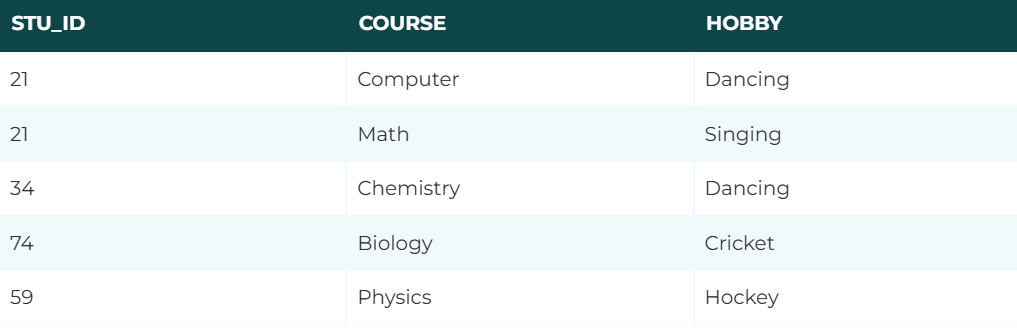 STU_ID COURSE HOBBY
21 Computer Dancing
21 Math Singing
34 Chemistry Dancing
74 Biology Cricket
59 Physics Hockey